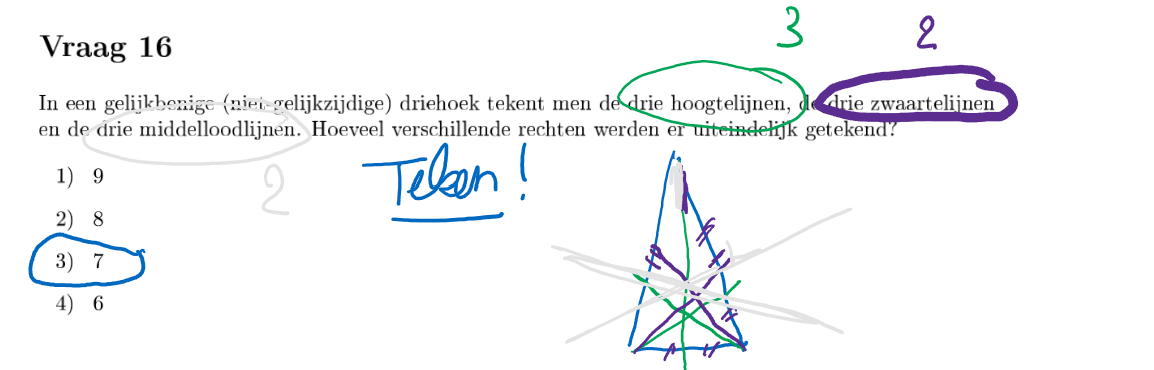 3 2
Vraag 16
In een gelijkbenige (niet-gelijkzijdige) driehoek tekent men de drie hoogtelijnen, de drie zwaartelijnen
en de drie middelloodlijnen. Hoeveel verschillende rechten werden er uiteindelijk getekend?
Teken!
1) 9
2
2) 8
3) 7
4) 6